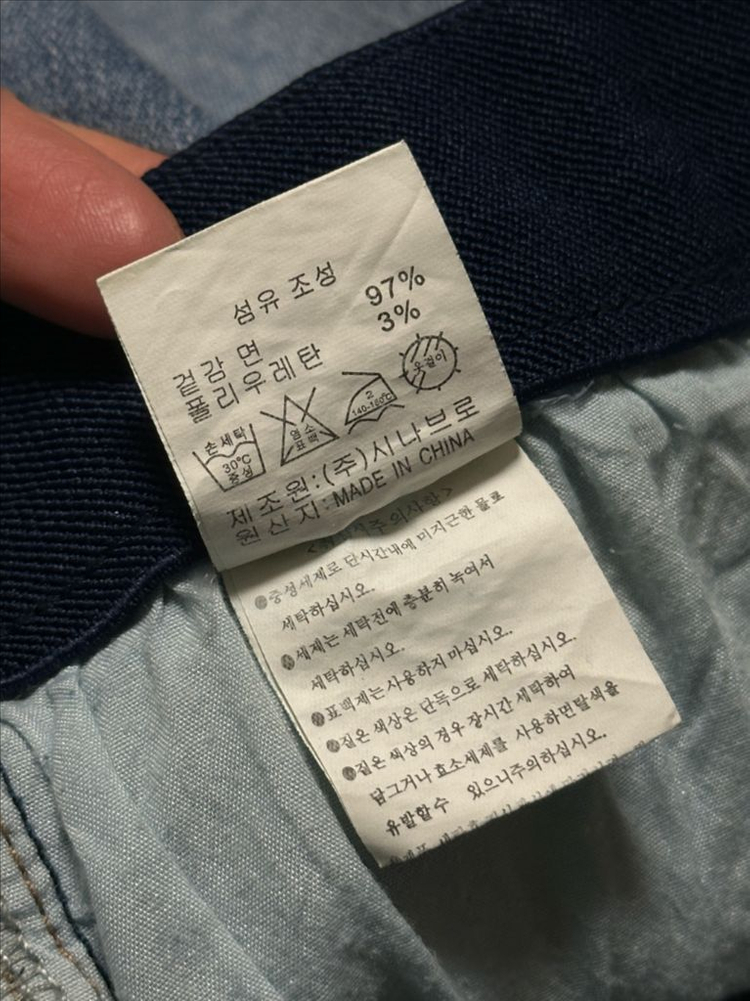 섬유 조성
겉감 면 97%
폴리우레탄 3%
손세탁
30℃
중성
염소
표백
2
140-160℃
옷걸이
제조원:(주)시나브로
원산지:MADE IN CHINA
주의사항>
●중성세제로 단시간내에 미지근한 물로
세탁하십시오.
●세제는 세탁전에 충분히 녹여서
세탁하십시오.
●표백제는 사용하지 마십시오.
●짙은 색상은 단독으로 세탁하십시오.
●짙은 색상의 경우 장시간 세탁하여
담그거나 효소세제를 사용하면탈색을
유발할수 있으니주의하십시오.